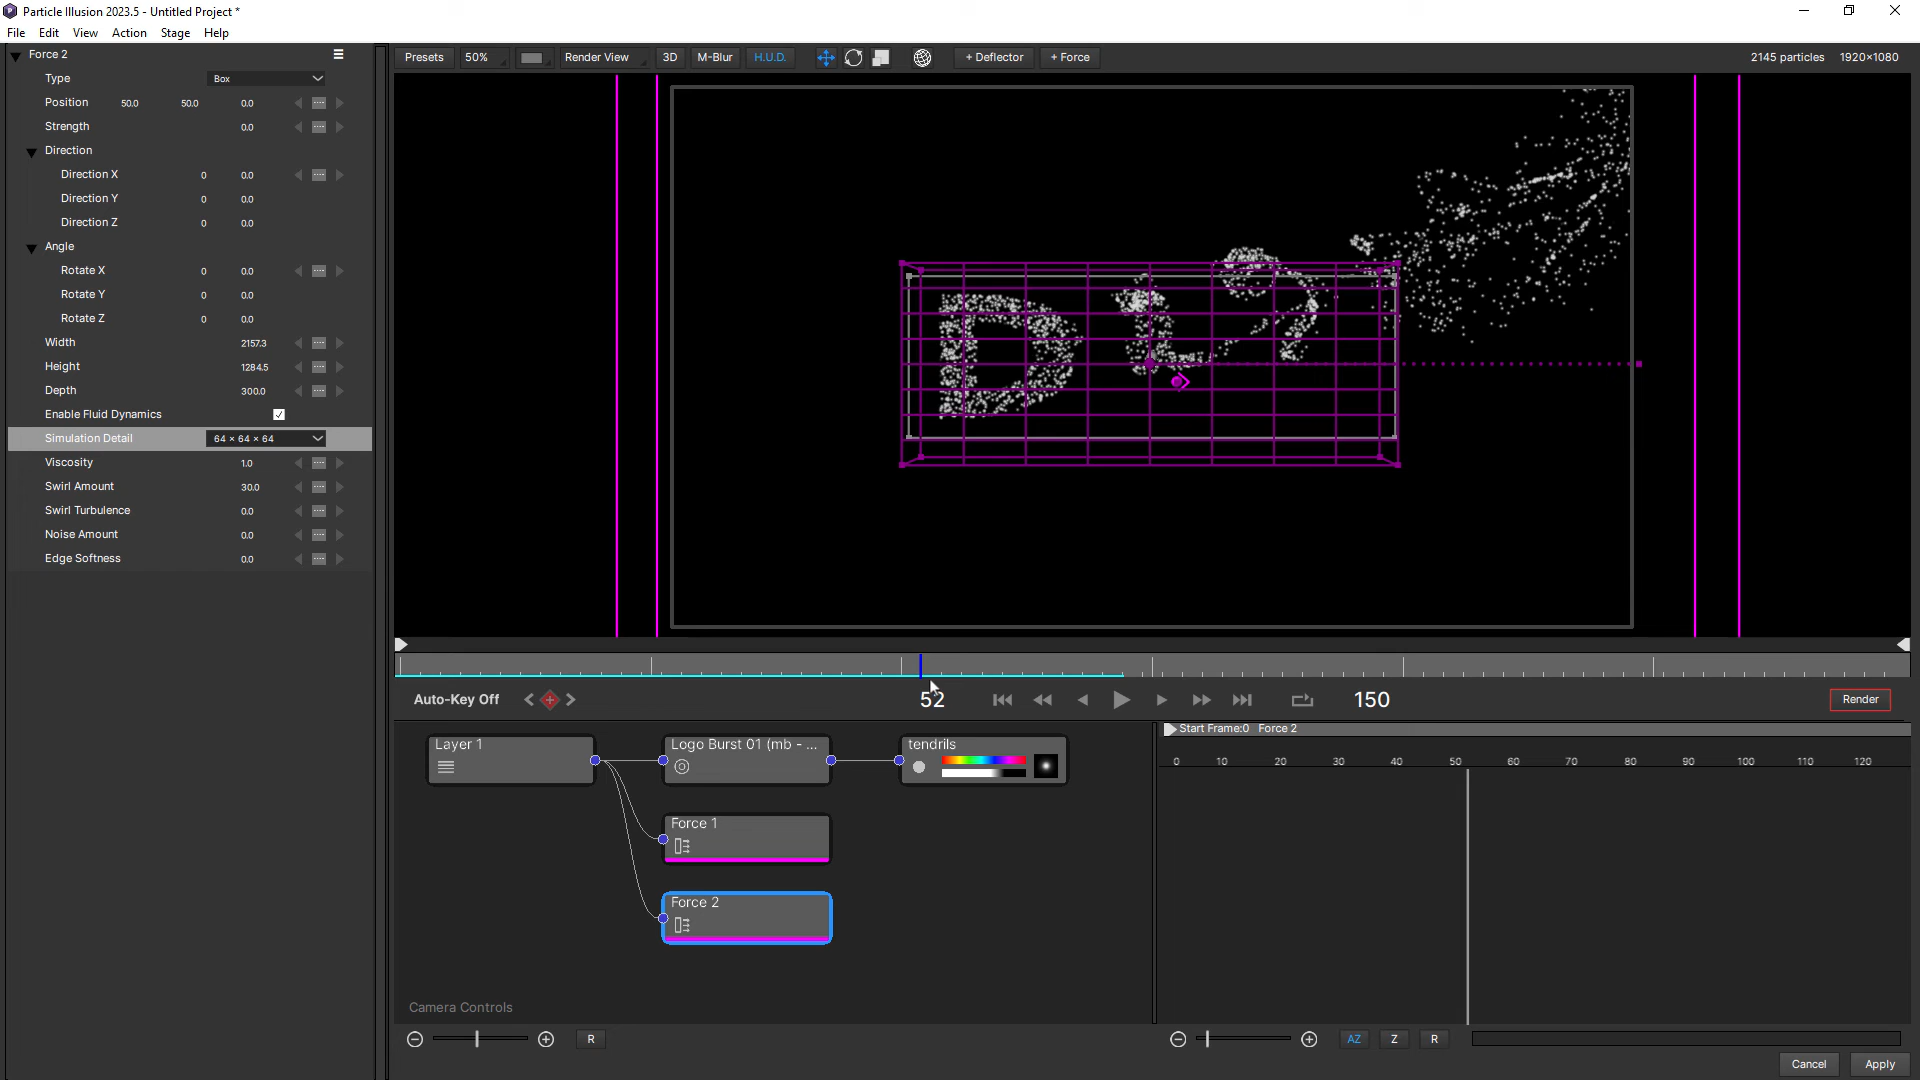 Particle Illusion 2023.5 - Untitled Project *
File Edit View Action Stage Help
Force 2
Type Box
Position 50.0 50.0 0.0
Strength 0.0
Direction
Direction X 0 0.0
Direction Y 0 0.0
Direction Z 0 0.0
Angle
Rotate X 0 0.0
Rotate Y 0 0.0
Rotate Z 0 0.0
Width 2157.3
Height 1284.5
Depth 300.0
Enable Fluid Dynamics
Simulation Detail 64 × 64 × 64
Viscosity 1.0
Swirl Amount 30.0
Swirl Turbulence 0.0
Noise Amount 0.0
Edge Softness 0.0
Presets 50% Render View 3D M-Blur H.U.D. + Deflector + Force 2145 particles 1920×1080
Auto-Key Off 52 150 Render
Layer 1
Logo Burst 01 (mb - ...
tendrils
Force 1
Force 2
Camera Controls
R
Start Frame:0 Force 2
0 10 20 30 40 50 60 70 80 90 100 110 120
AZ Z R
Cancel Apply